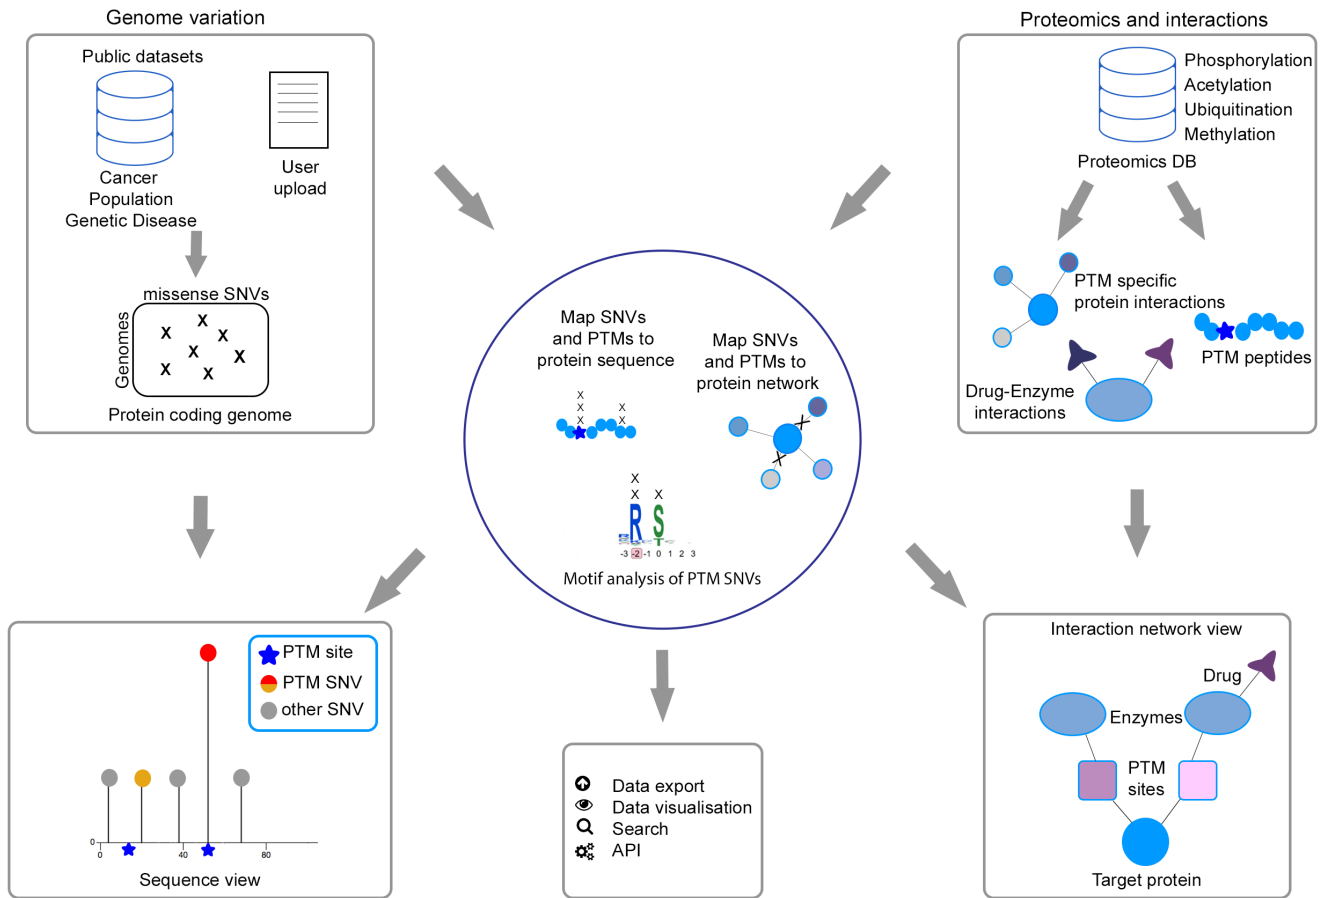 Genome variation
Public datasets
Cancer
Population
Genetic Disease
User
upload
missense SNVs
Genomes
X
X
X
X
X
X
X
Protein coding genome
Proteomics and interactions
Phosphorylation
Acetylation
Ubiquitination
Methylation
Proteomics DB
PTM specific
protein interactions
PTM peptides
Drug-Enzyme
interactions
Map SNVs
and PTMs to
protein sequence
X
X X
X X
Map SNVs
and PTMs to
protein network
X
X
X
X X
R S
T
-3 -2 -1 0 1 2 3
Motif analysis of PTM SNVs
PTM site
PTM SNV
other SNV
0
0 40 80
Sequence view
Data export
Data visualisation
Search
API
Interaction network view
Drug
Enzymes
PTM
sites
Target protein